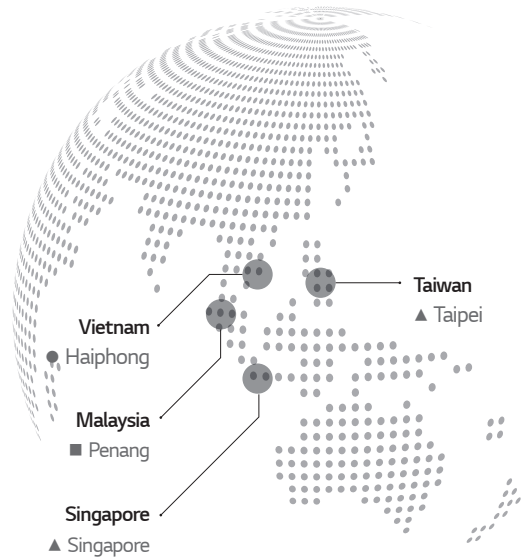 Taiwan
▲ Taipei
Vietnam
● Haiphong
Malaysia
■ Penang
Singapore
▲ Singapore